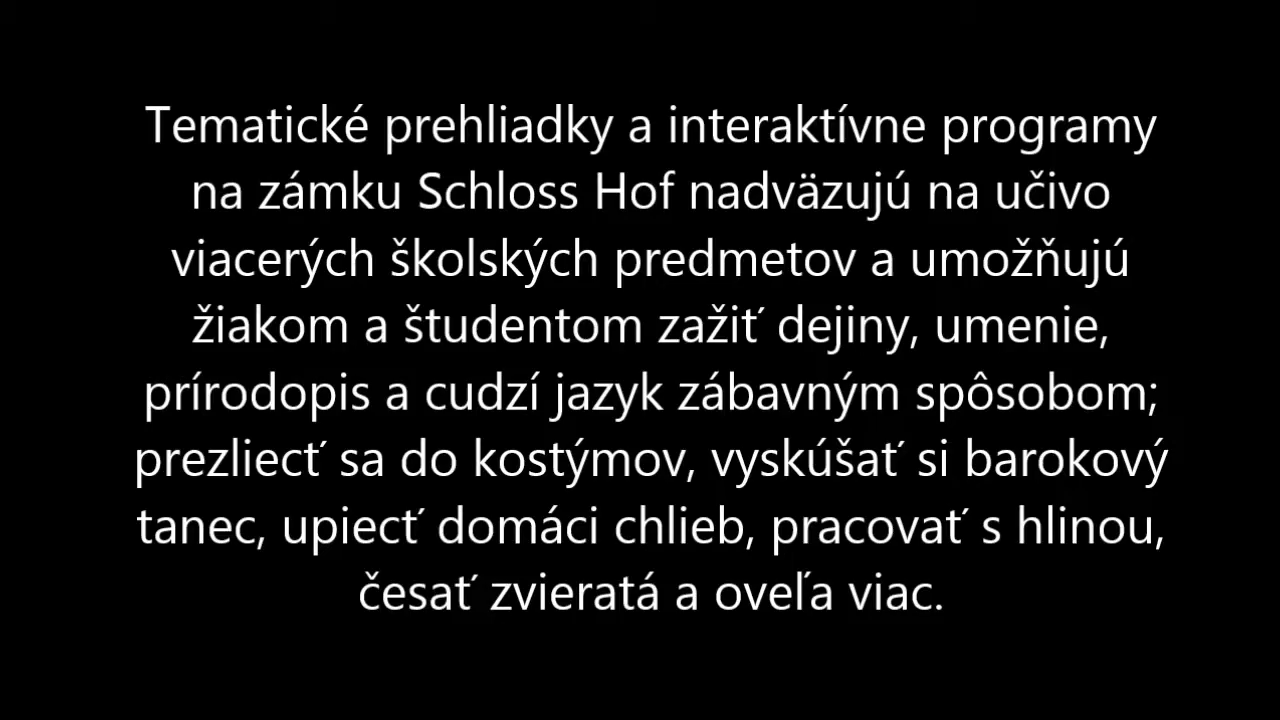 Tematické prehliadky a interaktívne programy
na zámku Schloss Hof nadväzujú na učivo
viacerých školských predmetov a umožňujú
žiakom a študentom zažiť dejiny, umenie,
prírodopis a cudzí jazyk zábavným spôsobom;
prezliecť sa do kostýmov, vyskúšať si barokový
tanec, upiecť domáci chlieb, pracovať s hlinou,
česať zvieratá a oveľa viac.